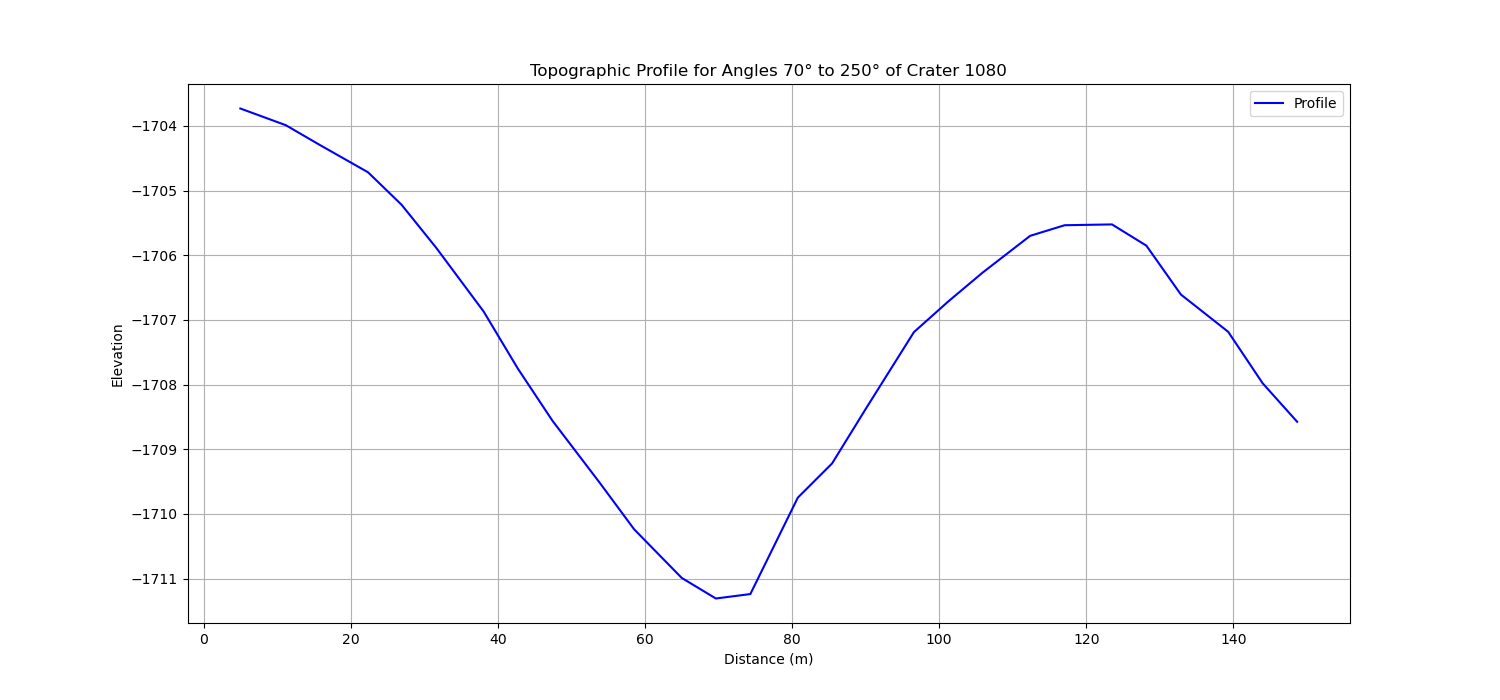 Topographic Profile for Angles 70° to 250° of Crater 1080
Profile
−1704
−1705
−1706
−1707
−1708
−1709
−1710
−1711
Elevation
0 20 40 60 80 100 120 140
Distance (m)